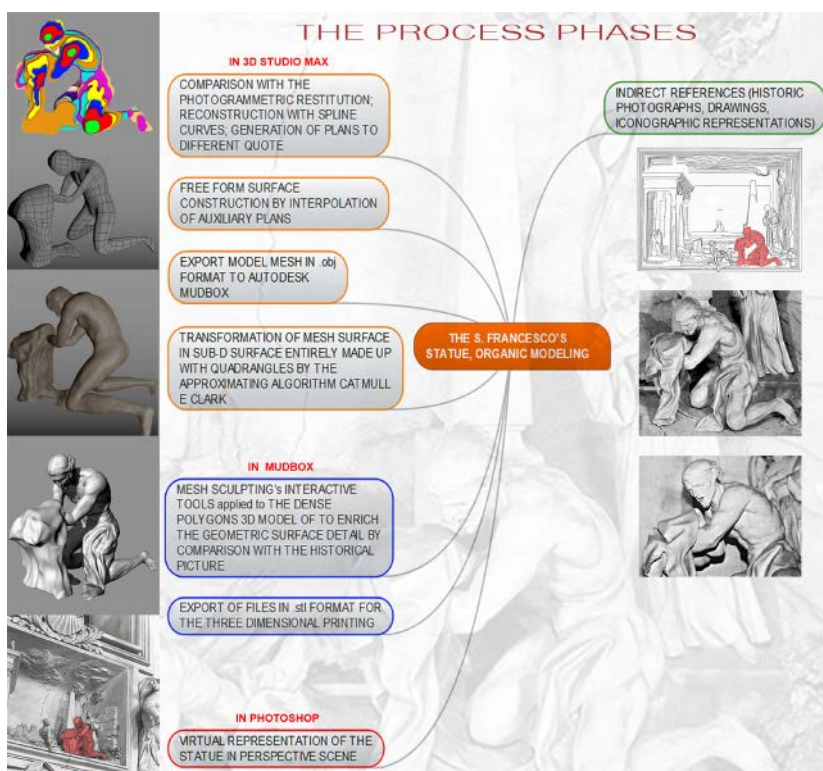 THE PROCESS PHASES
IN 3D STUDIO MAX
COMPARISON WITH THE
PHOTOGRAMMETRIC RESTITUTION;
RECONSTRUCTION WITH SPLINE
CURVES; GENERATION OF PLANS TO
DIFFERENT QUOTE
FREE FORM SURFACE
CONSTRUCTION BY INTERPOLATION
OF AUXILIARY PLANS
EXPORT MODEL MESH IN .obj
FORMAT TO AUTODESK
MUDBOX
TRANSFORMATION OF MESH SURFACE
IN SUB-D SURFACE ENTIRELY MADE UP
WITH QUADRANGLES BY THE
APPROXIMATING ALGORITHM CATMULL
E CLARK
IN MUDBOX
MESH SCULPTING's INTERACTIVE
TOOLS applied to THE DENSE
POLYGONS 3D MODEL OF TO ENRICH
THE GEOMETRIC SURFACE DETAIL BY
COMPARISON WITH THE HISTORICAL
PICTURE
EXPORT OF FILES IN .stl FORMAT FOR
THE THREE DIMENSIONAL PRINTING
IN PHOTOSHOP
VIRTUAL REPRESENTATION OF THE
STATUE IN PERSPECTIVE SCENE
THE S. FRANCESCO'S
STATUE, ORGANIC MODELING
INDIRECT REFERENCES (HISTORIC
PHOTOGRAPHS, DRAWINGS,
ICONOGRAPHIC REPRESENTATIONS)